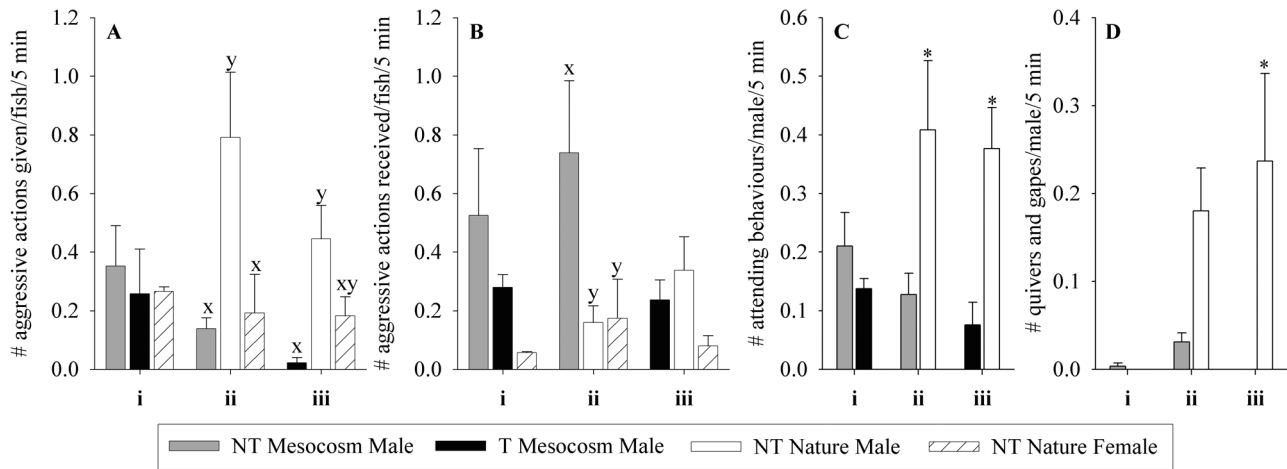 A
# aggressive actions given/fish/5 min
1.2
1.0
0.8
0.6
0.4
0.2
0.0
y
x
x
y
x
xy
i
ii
iii
B
# aggressive actions received/fish/5 min
1.2
1.0
0.8
0.6
0.4
0.2
0.0
x
y
y
i
ii
iii
C
# attending behaviours/male/5 min
0.6
0.5
0.4
0.3
0.2
0.1
0.0
*
*
i
ii
iii
D
# quivers and gapes/male/5 min
0.4
0.3
0.2
0.1
0.0
*
i
ii
iii
NT Mesocosm Male
T Mesocosm Male
NT Nature Male
NT Nature Female